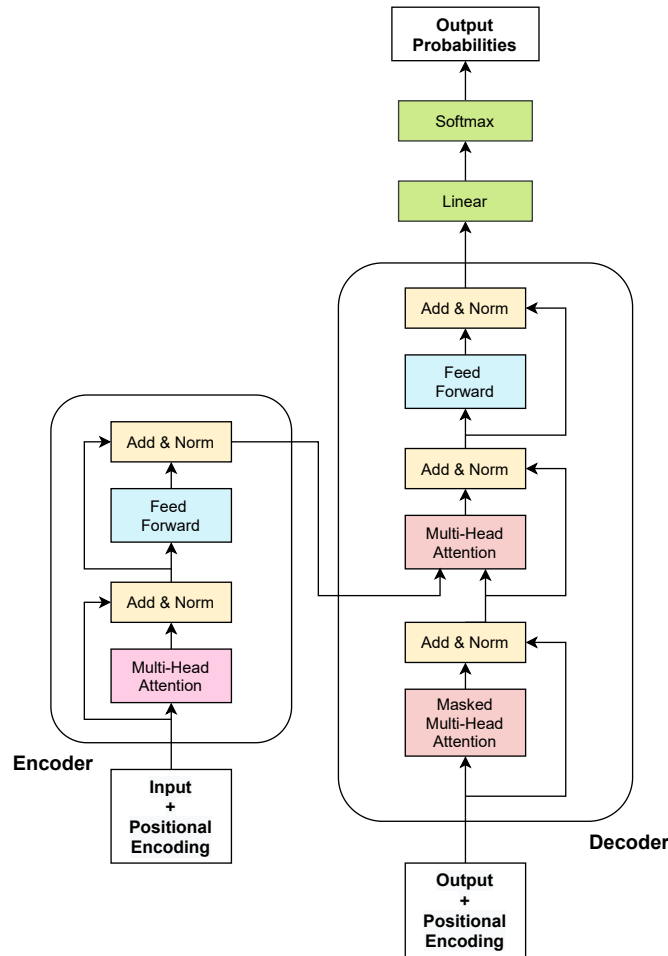 Output
Probabilities
Softmax
Linear
Add & Norm
Feed
Forward
Add & Norm
Multi-Head
Attention
Add & Norm
Masked
Multi-Head
Attention
Decoder
Output
+
Positional
Encoding
Add & Norm
Feed
Forward
Add & Norm
Multi-Head
Attention
Encoder
Input
+
Positional
Encoding